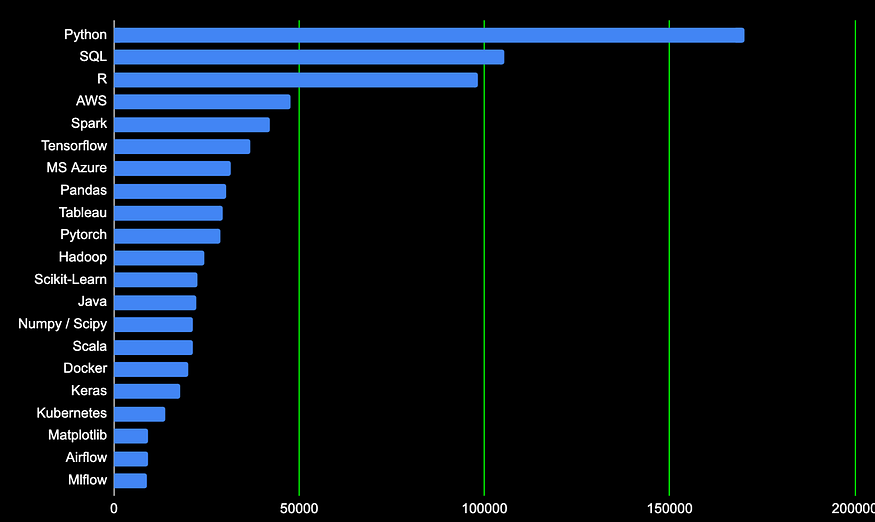 Python
SQL
R
AWS
Spark
Tensorflow
MS Azure
Pandas
Tableau
Pytorch
Hadoop
Scikit-Learn
Java
Numpy / Scipy
Scala
Docker
Keras
Kubernetes
Matplotlib
Airflow
Mlflow
0 50000 100000 150000 200000